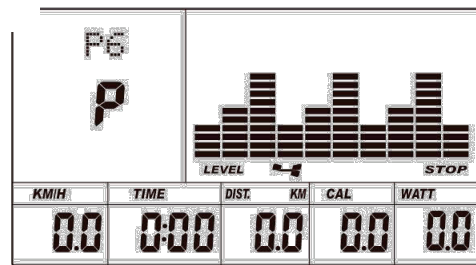 P6
P
LEVEL 4 STOP
KM/H TIME DIST. KM CAL WATT
0.0 0:00 0.0 0.0 0.0